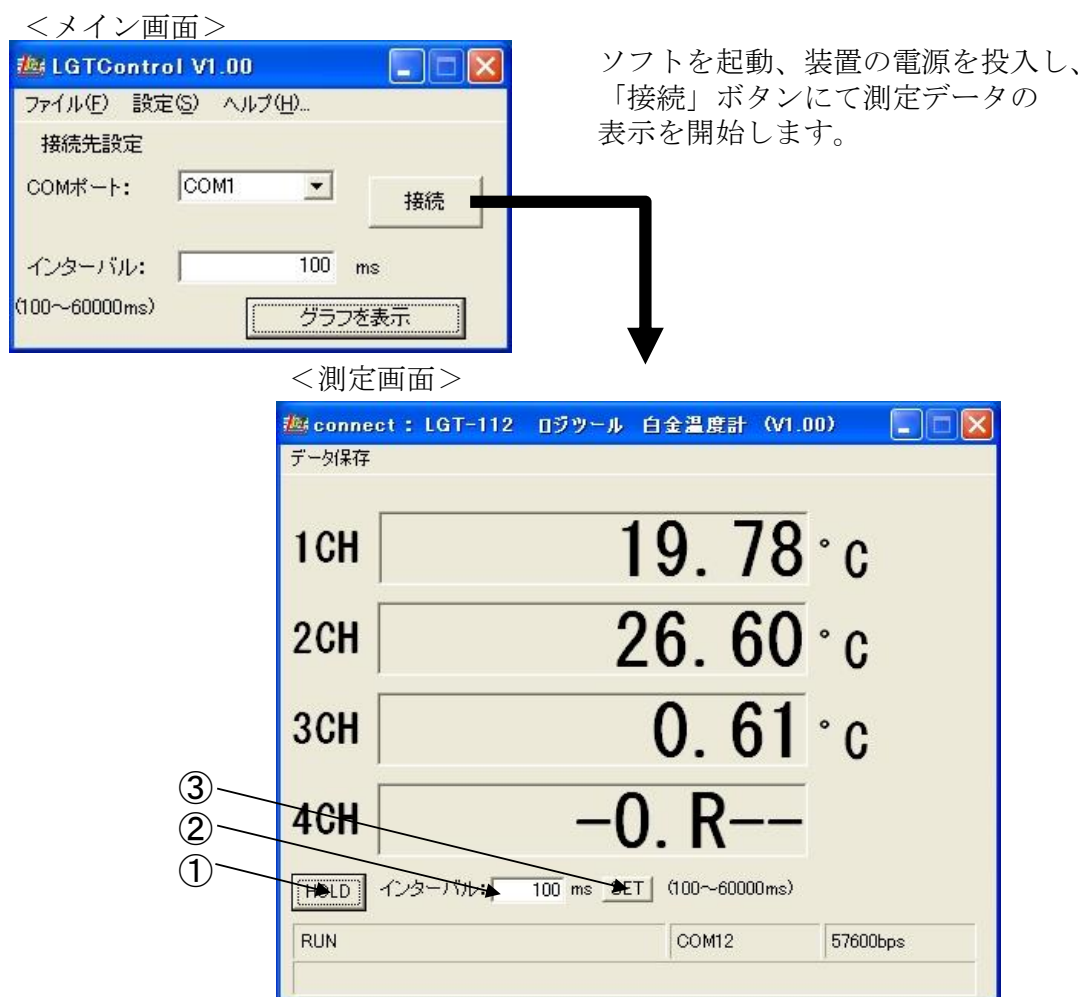 ＜メイン画面＞
LGTControl V1.00
ファイル(F) 設定(S) ヘルプ(H)...
接続先設定
COMポート: COM1
接続
インターバル: 100 ms
(100～60000ms)
グラフを表示
ソフトを起動、装置の電源を投入し、
「接続」ボタンにて測定データの
表示を開始します。
＜測定画面＞
connect : LGT-112 ロジツール 白金温度計 (V1.00)
データ保存
1CH 19.78 °C
2CH 26.60 °C
3CH 0.61 °C
4CH -O.R--
③
②
①
HOLD インターバル: 100 ms SET (100～60000ms)
RUN COM12 57600bps